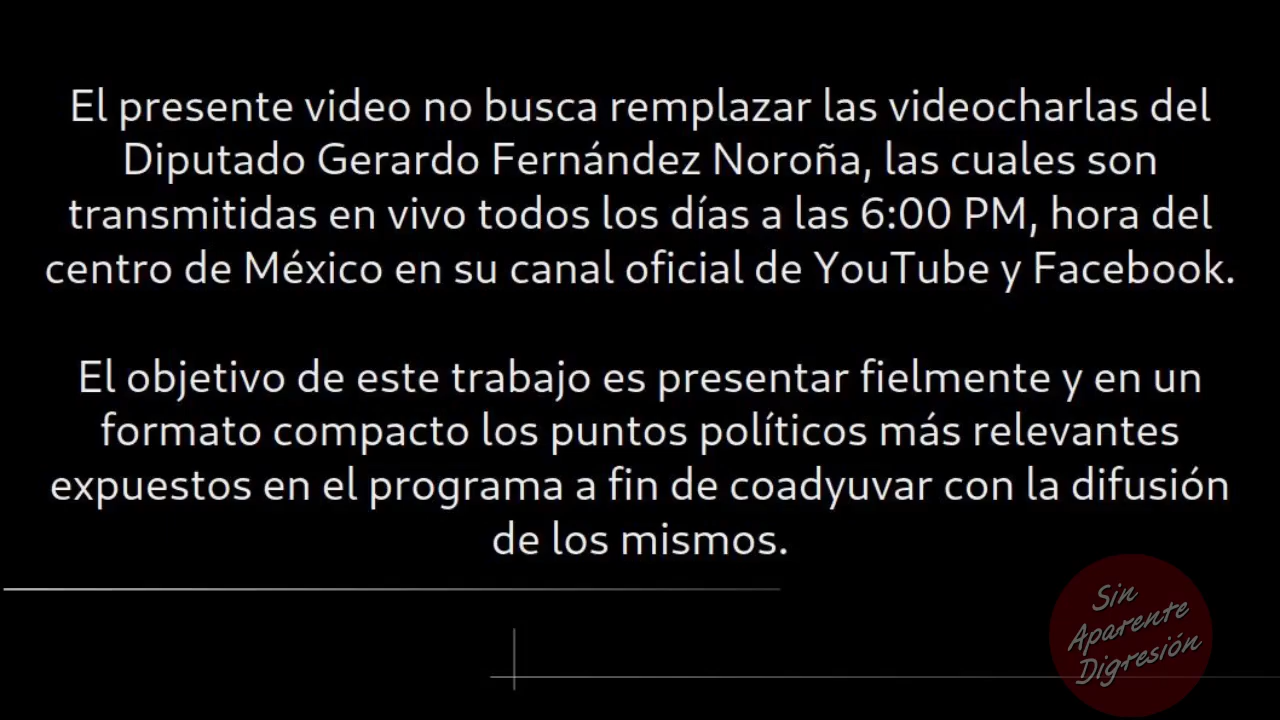 El presente video no busca remplazar las videocharlas del
Diputado Gerardo Fernández Noroña, las cuales son
transmitidas en vivo todos los días a las 6:00 PM, hora del
centro de México en su canal oficial de YouTube y Facebook.
El objetivo de este trabajo es presentar fielmente y en un
formato compacto los puntos políticos más relevantes
expuestos en el programa a fin de coadyuvar con la difusión
de los mismos.
Sin
Aparente
Digresión